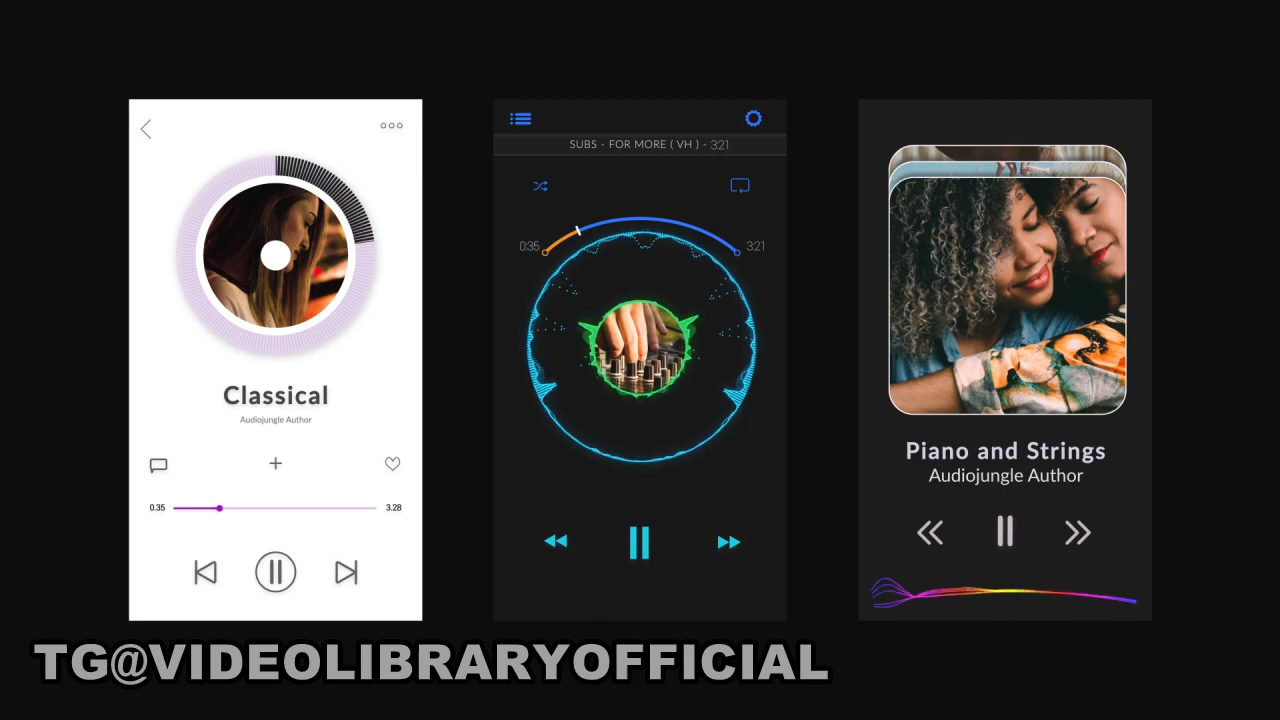 Classical
Audiojungle Author
0.35
3.28
SUBS - FOR MORE ( VH ) - 3:21
0:35
3:21
Piano and Strings
Audiojungle Author
TG@VIDEOLIBRARYOFFICIAL